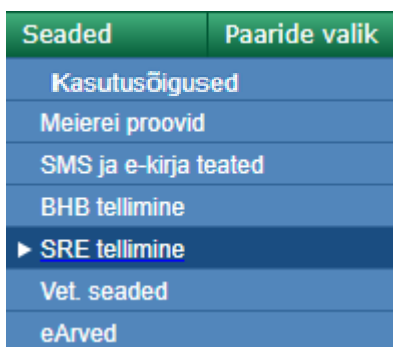 Seaded Paaride valik
Kasutusõigused
Meierei proovid
SMS ja e-kirja teated
BHB tellimine
SRE tellimine
Vet. seaded
eArved